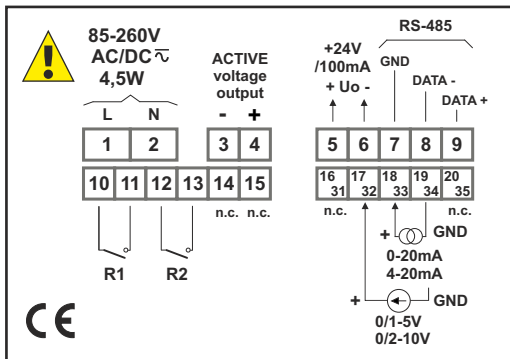 85-260V
AC/DC
4,5W
L N
ACTIVE
voltage
output
- +
RS-485
+24V
/100mA
+ Uo -
GND
DATA -
DATA +
1 2 3 4 5 6 7 8 9
10 11 12 13 14 15
16 31 17 32 18 33 19 34 20 35
n.c. n.c. n.c. n.c.
R1 R2
+ GND
0-20mA
4-20mA
+ GND
0/1-5V
0/2-10V
CE